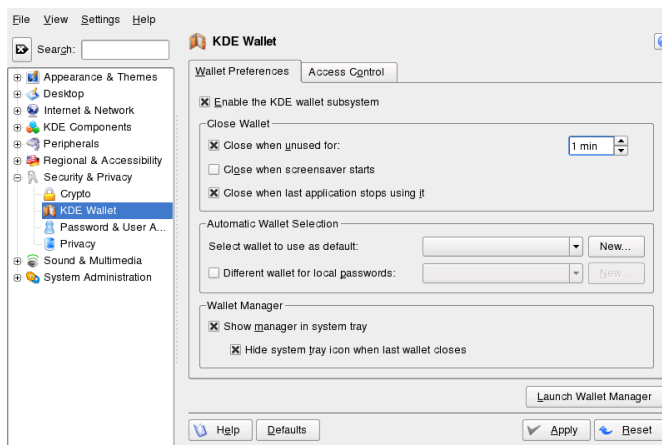 File View Settings Help
Search:
Appearance & Themes
Desktop
Internet & Network
KDE Components
Peripherals
Regional & Accessibility
Security & Privacy
Crypto
KDE Wallet
Password & User A...
Privacy
Sound & Multimedia
System Administration
KDE Wallet
Wallet Preferences Access Control
Enable the KDE wallet subsystem
Close Wallet
Close when unused for: 1 min
Close when screensaver starts
Close when last application stops using it
Automatic Wallet Selection
Select wallet to use as default: New...
Different wallet for local passwords: New...
Wallet Manager
Show manager in system tray
Hide system tray icon when last wallet closes
Launch Wallet Manager
Help Defaults Apply Reset